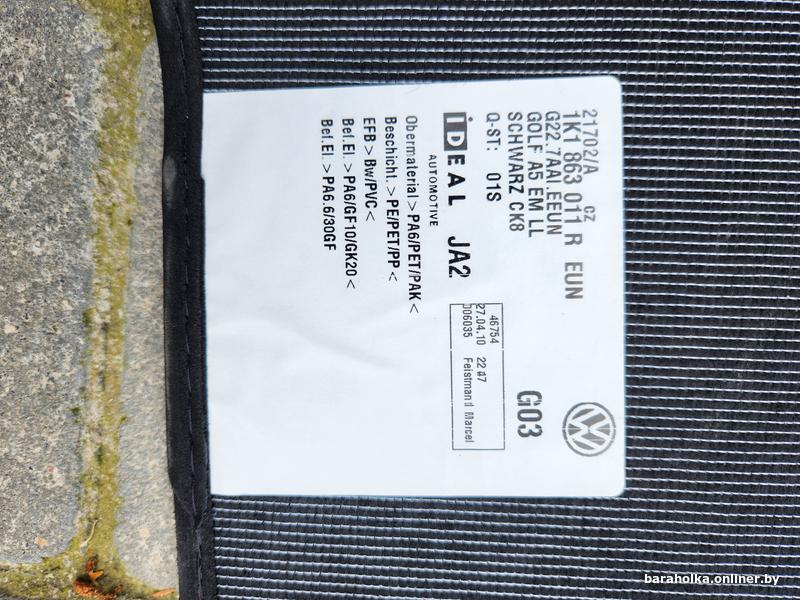 21702/A CZ
1K1 863 011 R EUN
G22.7AAI.EEUN
GOLF A5 EM LL
SCHWARZ CK8
Q-ST: 01S
G03
iDEAL JA2
AUTOMOTIVE
46754
27.04.10 22:47
006035 Feistmantl Marcel
Obermaterial > PA6/PET/PAK <
Beschicht. > PE/PET/PP <
EFB > Bw/PVC <
Bef.El. > PA6/GF10/GK20 <
Bef.El. > PA6.6/30GF
baraholka.onliner.by